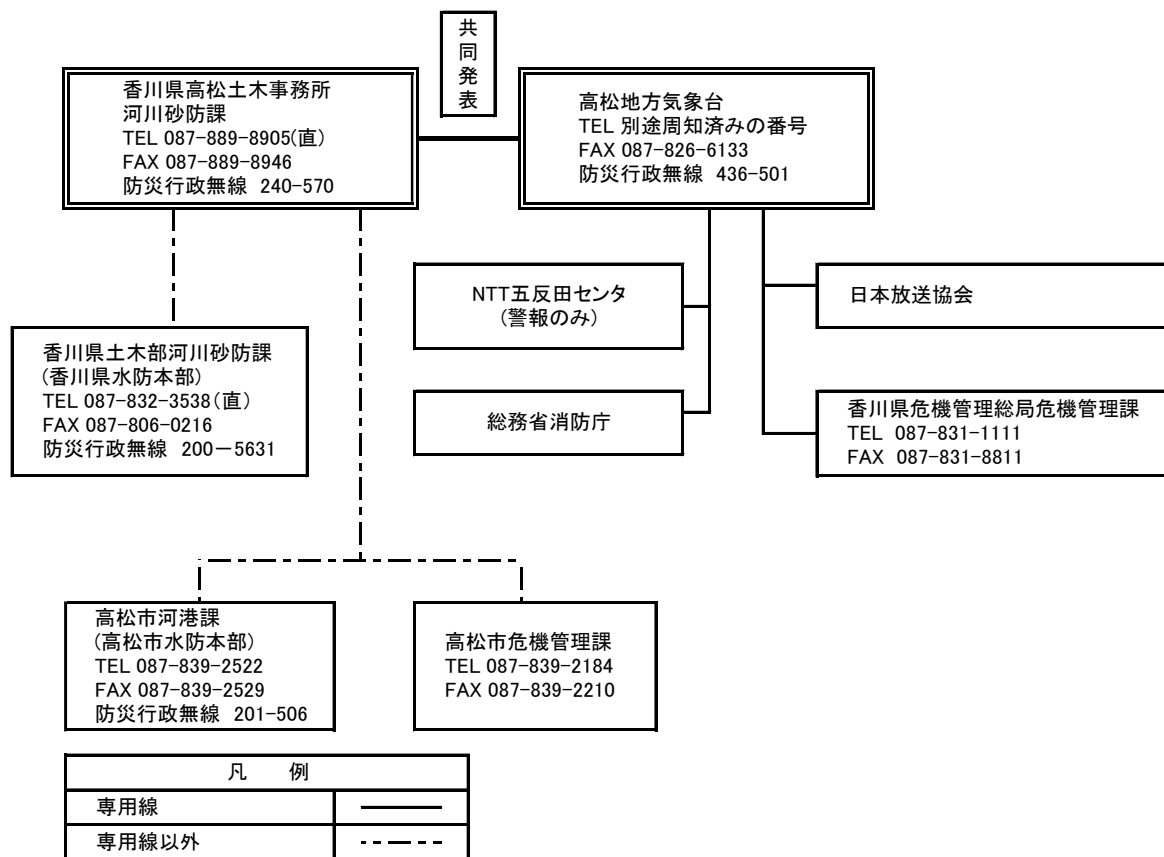 共同発表
香川県高松土木事務所
河川砂防課
TEL 087-889-8905(直)
FAX 087-889-8946
防災行政無線 240-570
高松地方気象台
TEL 別途周知済みの番号
FAX 087-826-6133
防災行政無線 436-501
NTT五反田センタ
(警報のみ)
日本放送協会
香川県土木部河川砂防課
(香川県水防本部)
TEL 087-832-3538(直)
FAX 087-806-0216
防災行政無線 200-5631
総務省消防庁
香川県危機管理総局危機管理課
TEL 087-831-1111
FAX 087-831-8811
高松市河港課
(高松市水防本部)
TEL 087-839-2522
FAX 087-839-2529
防災行政無線 201-506
高松市危機管理課
TEL 087-839-2184
FAX 087-839-2210
凡 例
専用線
専用線以外